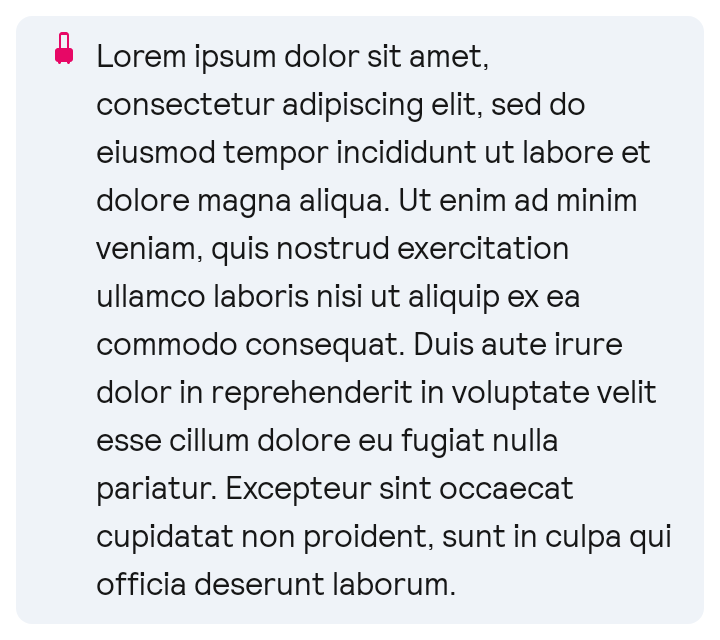 Lorem ipsum dolor sit amet,
consectetur adipiscing elit, sed do
eiusmod tempor incididunt ut labore et
dolore magna aliqua. Ut enim ad minim
veniam, quis nostrud exercitation
ullamco laboris nisi ut aliquip ex ea
commodo consequat. Duis aute irure
dolor in reprehenderit in voluptate velit
esse cillum dolore eu fugiat nulla
pariatur. Excepteur sint occaecat
cupidatat non proident, sunt in culpa qui
officia deserunt laborum.